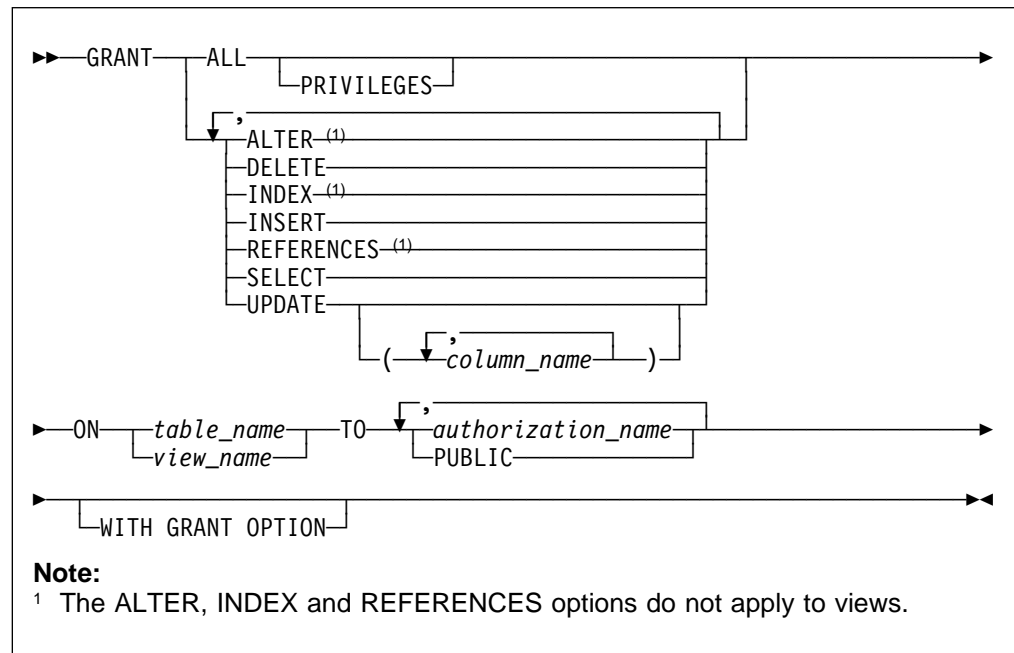 GRANT ALL
PRIVILEGES
,
ALTER (1)
DELETE
INDEX (1)
INSERT
REFERENCES (1)
SELECT
UPDATE
,
( column_name )
,
ON table_name TO authorization_name
view_name PUBLIC
WITH GRANT OPTION
Note:
1 The ALTER, INDEX and REFERENCES options do not apply to views.